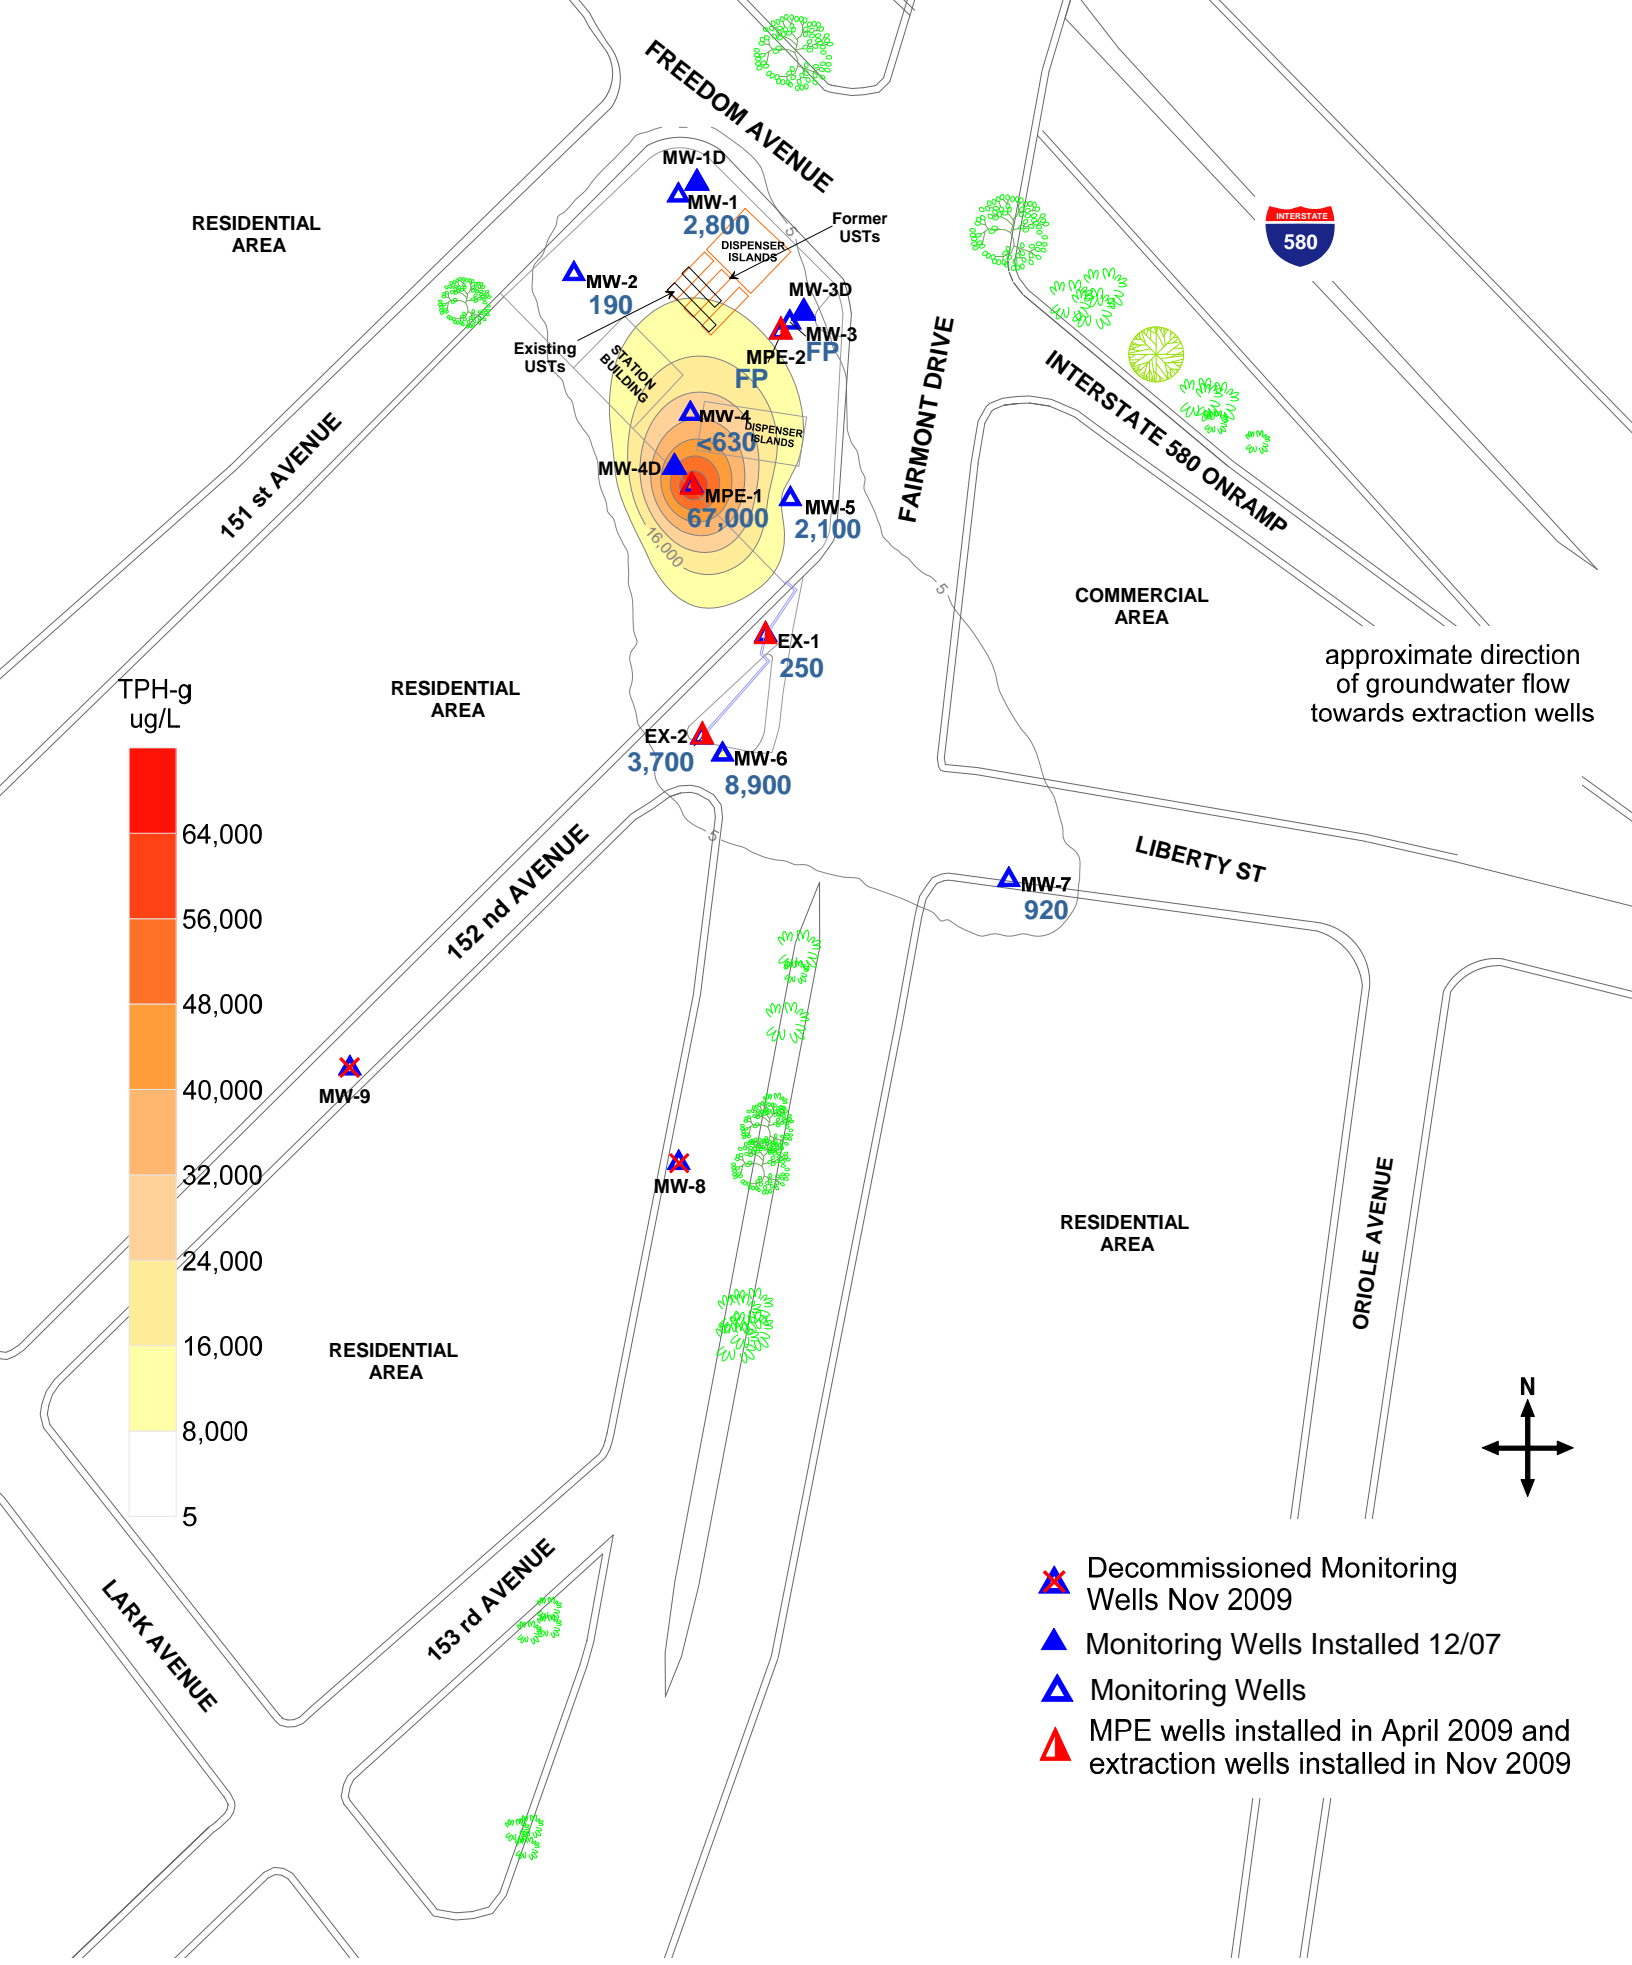 FREEDOM AVENUE
MW-1D
MW-1
2,800
RESIDENTIAL
AREA
Former
USTs
5
DISPENSER
ISLANDS
INTERSTATE
580
MW-2
190
MW-3D
MW-3
FP
MPE-2
FP
Existing
USTs
STATION
BUILDING
FAIRMONT DRIVE
INTERSTATE 580 ONRAMP
MW-4
<630
DISPENSER
ISLANDS
151 st AVENUE
MW-4D
MPE-1
67,000
MW-5
2,100
16,000
5
COMMERCIAL
AREA
EX-1
250
approximate direction
of groundwater flow
towards extraction wells
RESIDENTIAL
AREA
TPH-g
ug/L
EX-2
3,700
MW-6
8,900
5
LIBERTY ST
MW-7
920
152 nd AVENUE
64,000
56,000
48,000
40,000
32,000
24,000
16,000
8,000
5
MW-9
MW-8
RESIDENTIAL
AREA
ORIOLE AVENUE
RESIDENTIAL
AREA
N
LARK AVENUE
153 rd AVENUE
Decommissioned Monitoring
Wells Nov 2009
Monitoring Wells Installed 12/07
Monitoring Wells
MPE wells installed in April 2009 and
extraction wells installed in Nov 2009